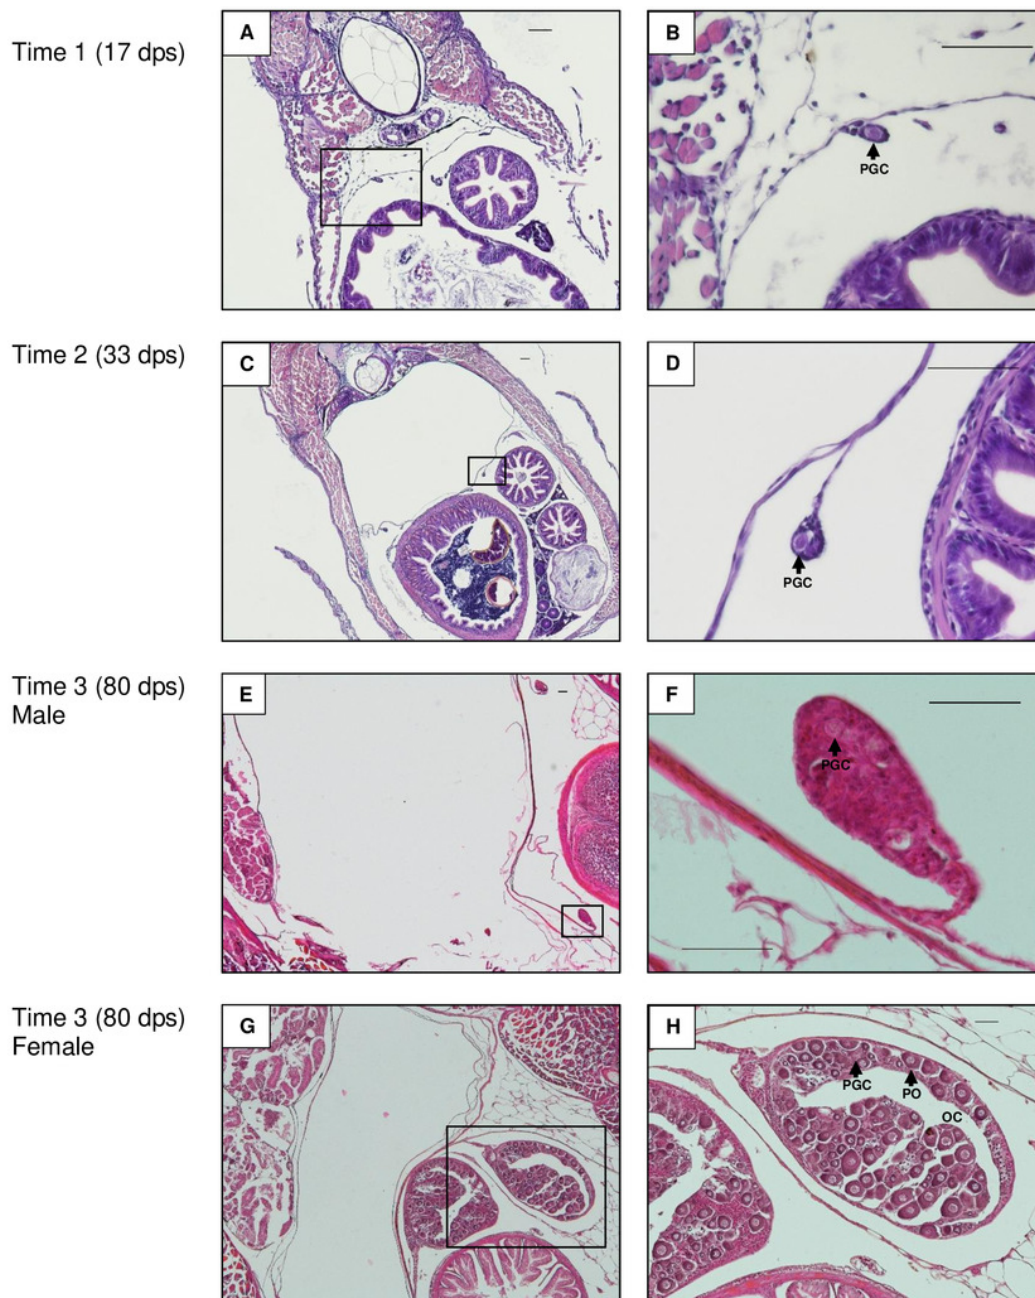 Time 1 (17 dps)
A
B
PGC
Time 2 (33 dps)
C
D
PGC
Time 3 (80 dps)
Male
E
F
PGC
Time 3 (80 dps)
Female
G
H
PGC
PO
OC